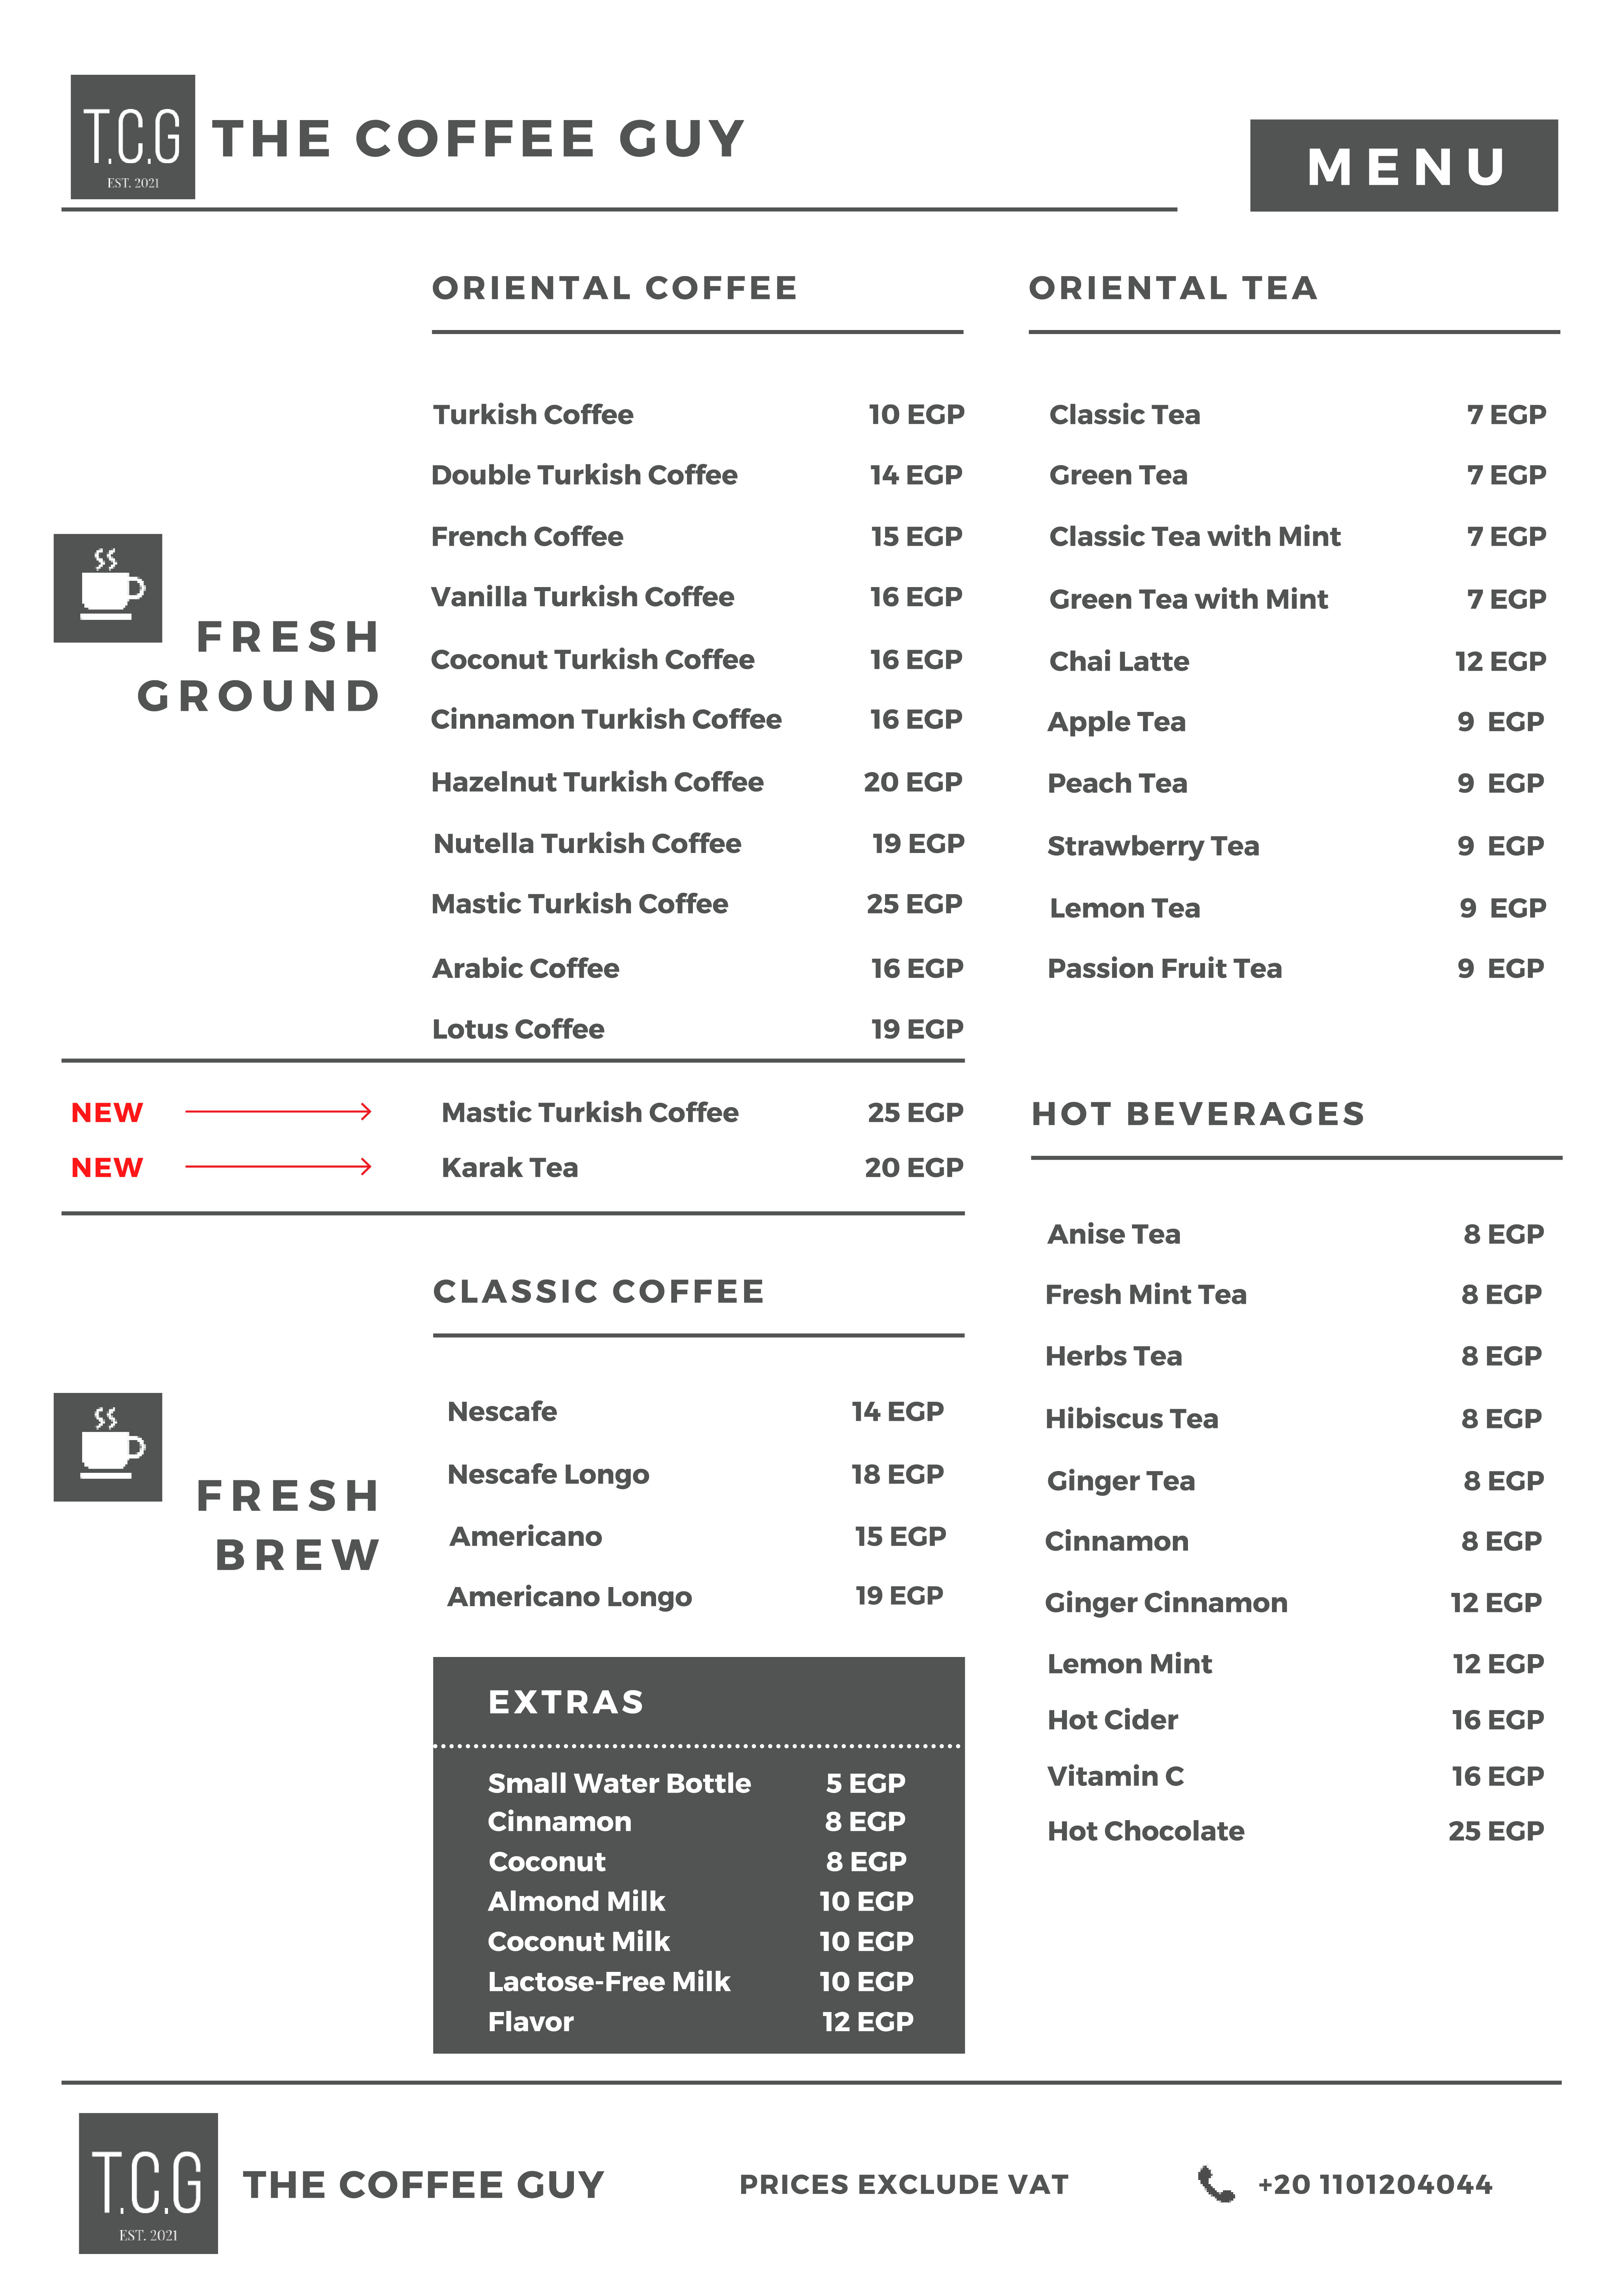 T.C.G
EST. 2021
THE COFFEE GUY
MENU
ORIENTAL COFFEE
Turkish Coffee 10 EGP
Double Turkish Coffee 14 EGP
French Coffee 15 EGP
Vanilla Turkish Coffee 16 EGP
Coconut Turkish Coffee 16 EGP
Cinnamon Turkish Coffee 16 EGP
Hazelnut Turkish Coffee 20 EGP
Nutella Turkish Coffee 19 EGP
Mastic Turkish Coffee 25 EGP
Arabic Coffee 16 EGP
Lotus Coffee 19 EGP
FRESH
GROUND
NEW Mastic Turkish Coffee 25 EGP
NEW Karak Tea 20 EGP
CLASSIC COFFEE
Nescafe 14 EGP
Nescafe Longo 18 EGP
Americano 15 EGP
Americano Longo 19 EGP
FRESH
BREW
EXTRAS
Small Water Bottle 5 EGP
Cinnamon 8 EGP
Coconut 8 EGP
Almond Milk 10 EGP
Coconut Milk 10 EGP
Lactose-Free Milk 10 EGP
Flavor 12 EGP
ORIENTAL TEA
Classic Tea 7 EGP
Green Tea 7 EGP
Classic Tea with Mint 7 EGP
Green Tea with Mint 7 EGP
Chai Latte 12 EGP
Apple Tea 9 EGP
Peach Tea 9 EGP
Strawberry Tea 9 EGP
Lemon Tea 9 EGP
Passion Fruit Tea 9 EGP
HOT BEVERAGES
Anise Tea 8 EGP
Fresh Mint Tea 8 EGP
Herbs Tea 8 EGP
Hibiscus Tea 8 EGP
Ginger Tea 8 EGP
Cinnamon 8 EGP
Ginger Cinnamon 12 EGP
Lemon Mint 12 EGP
Hot Cider 16 EGP
Vitamin C 16 EGP
Hot Chocolate 25 EGP
T.C.G
EST. 2021
THE COFFEE GUY
PRICES EXCLUDE VAT
+20 1101204044